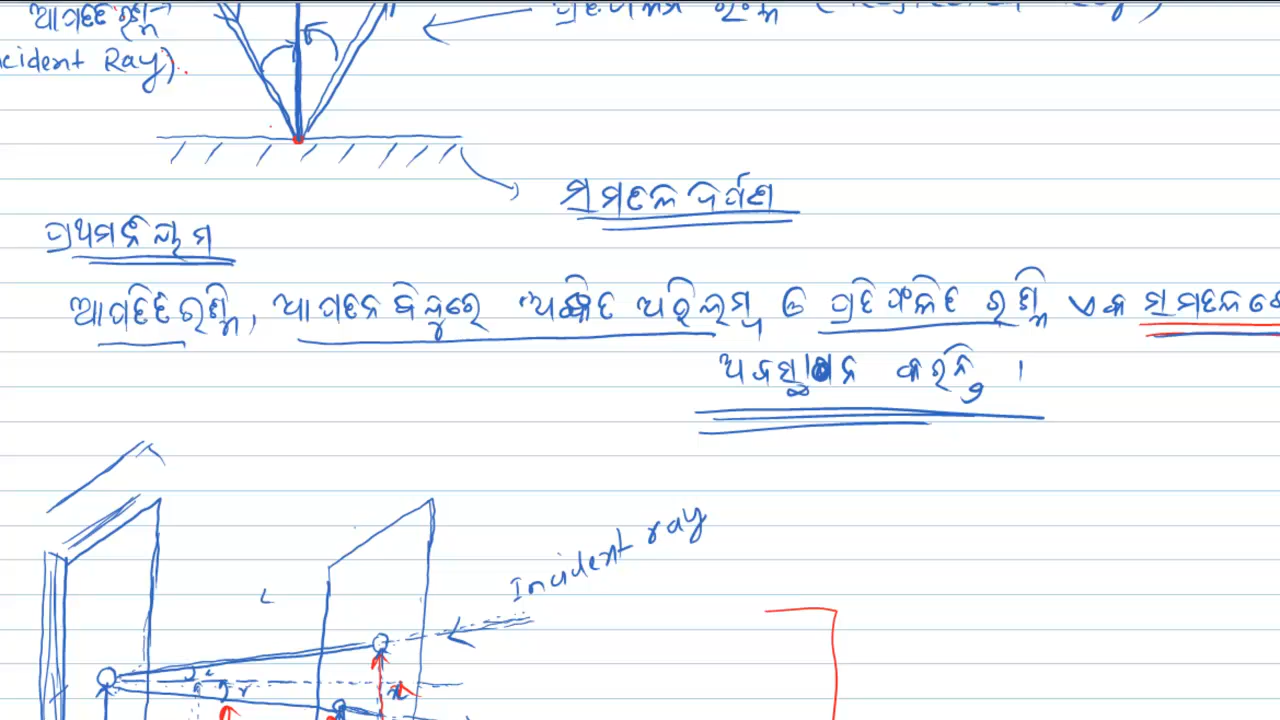 ଆପତିତ ରଶ୍ମି
ncident Ray).
ସମତଳ ଦର୍ପଣ
ପ୍ରଥମ ନିୟମ
ଆପତିତ ରଶ୍ମି, ଆପତନ ବିନ୍ଦୁରେ ଅଙ୍କିତ ଅଭିଲମ୍ବ ଓ ପ୍ରତିଫଳିତ ରଶ୍ମି ଏକ ସମତଳରେ
ଅବସ୍ଥାନ କରନ୍ତି ।
Incident ray
i
r
x